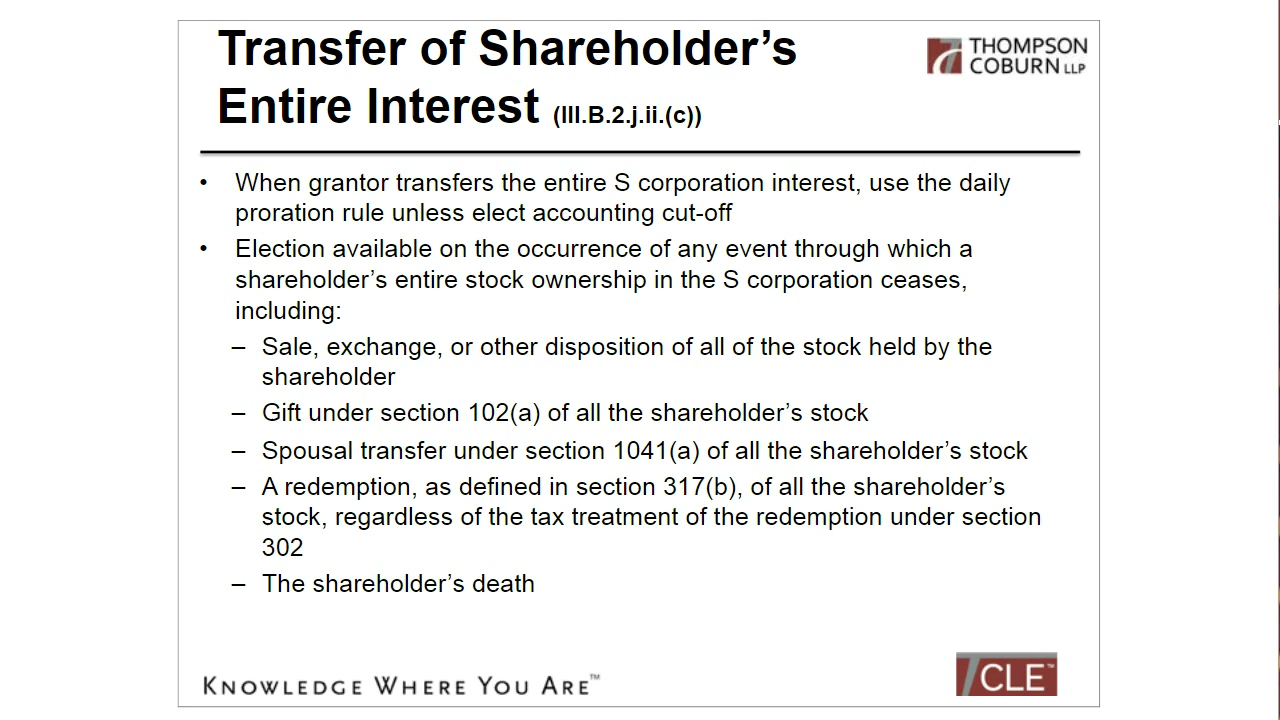 Transfer of Shareholder’s
Entire Interest (III.B.2.j.ii.(c))
THOMPSON
COBURN LLP
• When grantor transfers the entire S corporation interest, use the daily
proration rule unless elect accounting cut-off
• Election available on the occurrence of any event through which a
shareholder’s entire stock ownership in the S corporation ceases,
including:
– Sale, exchange, or other disposition of all of the stock held by the
shareholder
– Gift under section 102(a) of all the shareholder’s stock
– Spousal transfer under section 1041(a) of all the shareholder’s stock
– A redemption, as defined in section 317(b), of all the shareholder’s
stock, regardless of the tax treatment of the redemption under section
302
– The shareholder’s death
KNOWLEDGE WHERE YOU ARE™
CLE™